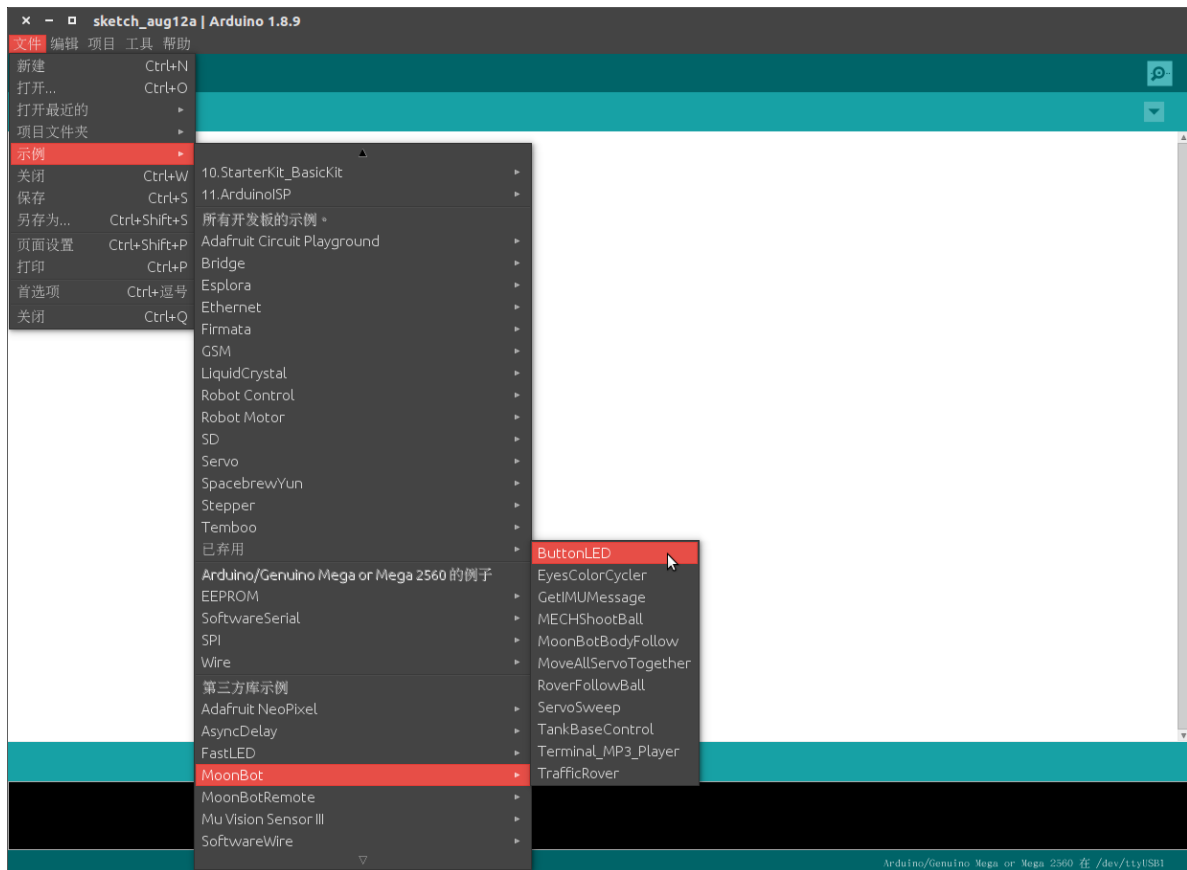 sketch_aug12a | Arduino 1.8.9
文件 编辑 项目 工具 帮助
新建 Ctrl+N
打开... Ctrl+O
打开最近的
项目文件夹
示例
关闭 Ctrl+W
保存 Ctrl+S
另存为... Ctrl+Shift+S
页面设置 Ctrl+Shift+P
打印 Ctrl+P
首选项 Ctrl+逗号
关闭 Ctrl+Q
10.StarterKit_BasicKit
11.ArduinoISP
所有开发板的示例。
Adafruit Circuit Playground
Bridge
Esplora
Ethernet
Firmata
GSM
LiquidCrystal
Robot Control
Robot Motor
SD
Servo
SpacebrewYun
Stepper
Temboo
已弃用
Arduino/Genuino Mega or Mega 2560 的例子
EEPROM
SoftwareSerial
SPI
Wire
第三方库示例
Adafruit NeoPixel
AsyncDelay
FastLED
MoonBot
MoonBotRemote
Mu Vision Sensor III
SoftwareWire
ButtonLED
EyesColorCycler
GetIMUMessage
MECHShootBall
MoonBotBodyFollow
MoveAllServoTogether
RoverFollowBall
ServoSweep
TankBaseControl
Terminal_MP3_Player
TrafficRover
Arduino/Genuino Mega or Mega 2560 在 /dev/ttyUSB1